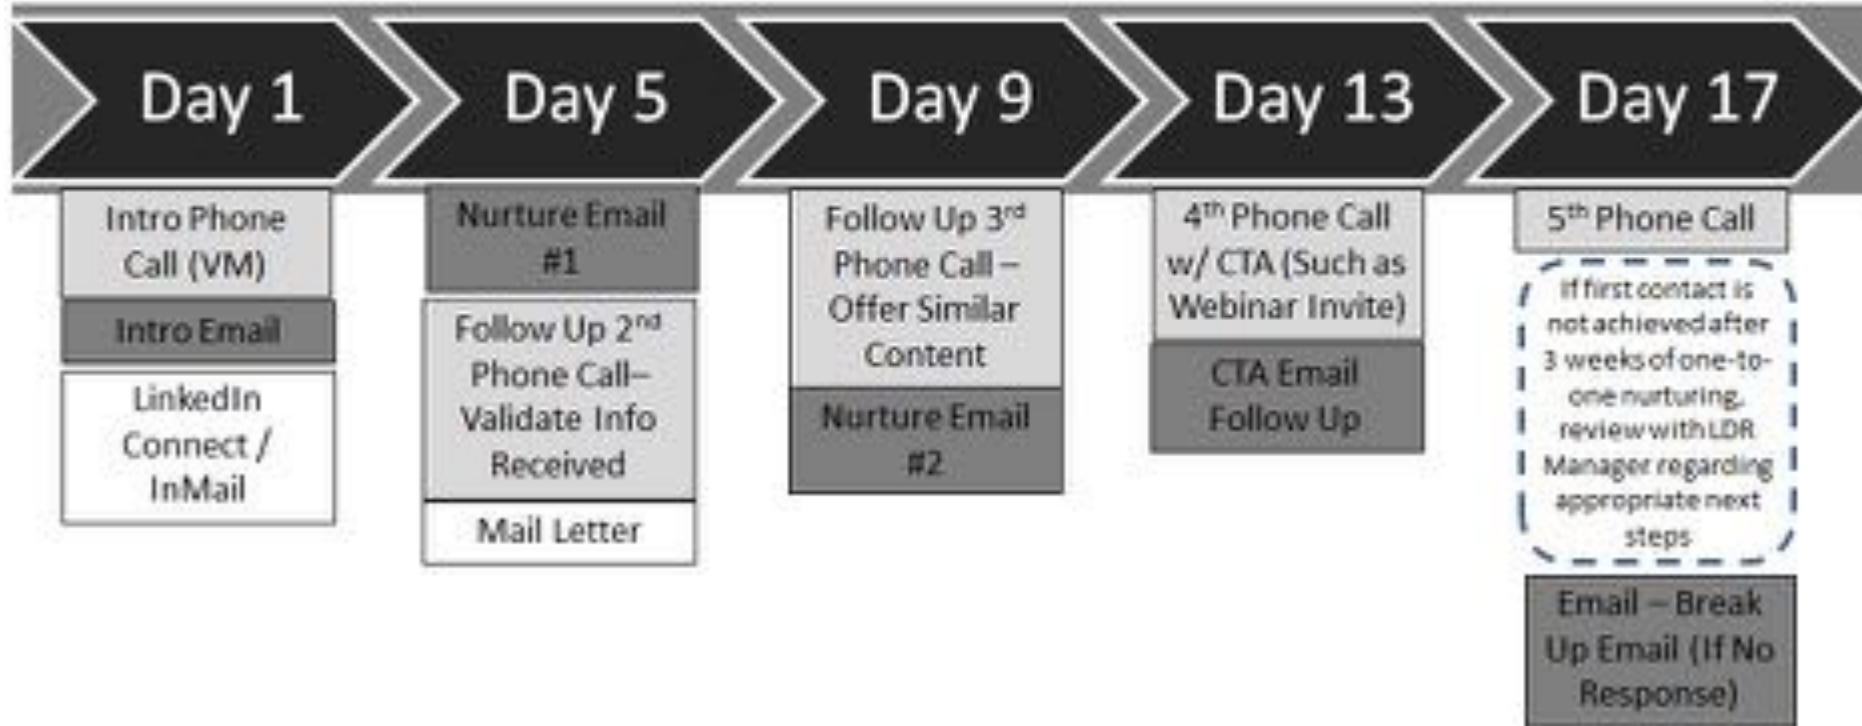 Day 1
Day 5
Day 9
Day 13
Day 17
Intro Phone
Call (VM)
Intro Email
LinkedIn
Connect /
InMail
Nurture Email
#1
Follow Up 2nd
Phone Call–
Validate Info
Received
Mail Letter
Follow Up 3rd
Phone Call –
Offer Similar
Content
Nurture Email
#2
4th Phone Call
w/ CTA (Such as
Webinar Invite)
CTA Email
Follow Up
5th Phone Call
If first contact is
not achieved after
3 weeks of one-to-
one nurturing,
review with LDR
Manager regarding
appropriate next
steps
Email – Break
Up Email (If No
Response)